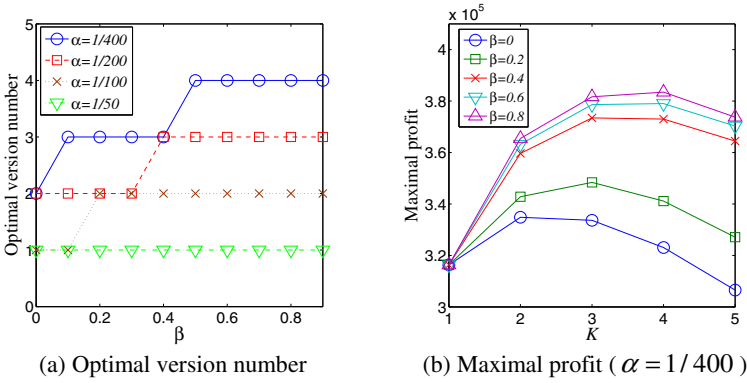 α=1/400
α=1/200
α=1/100
α=1/50
5
4
3
2
1
0
Optimal version number
0 0.2 0.4 0.6 0.8
β
(a) Optimal version number
x 10^5
β=0
β=0.2
β=0.4
β=0.6
β=0.8
3.8
3.6
3.4
3.2
3
Maximal profit
1 2 3 4 5
K
(b) Maximal profit ( α = 1/ 400 )